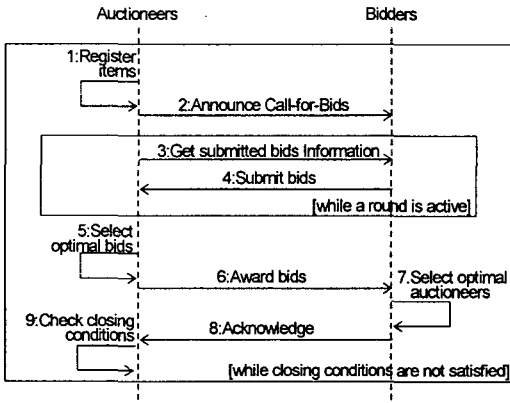 Auctioneers
Bidders
1:Register
items
2:Announce Call-for-Bids
3:Get submitted bids Information
4:Submit bids
[while a round is active]
5:Select
optimal bids
6:Award bids
7.Select optimal
auctioneers
8:Acknowledge
9:Check closing
conditions
[while closing conditions are not satisfied]